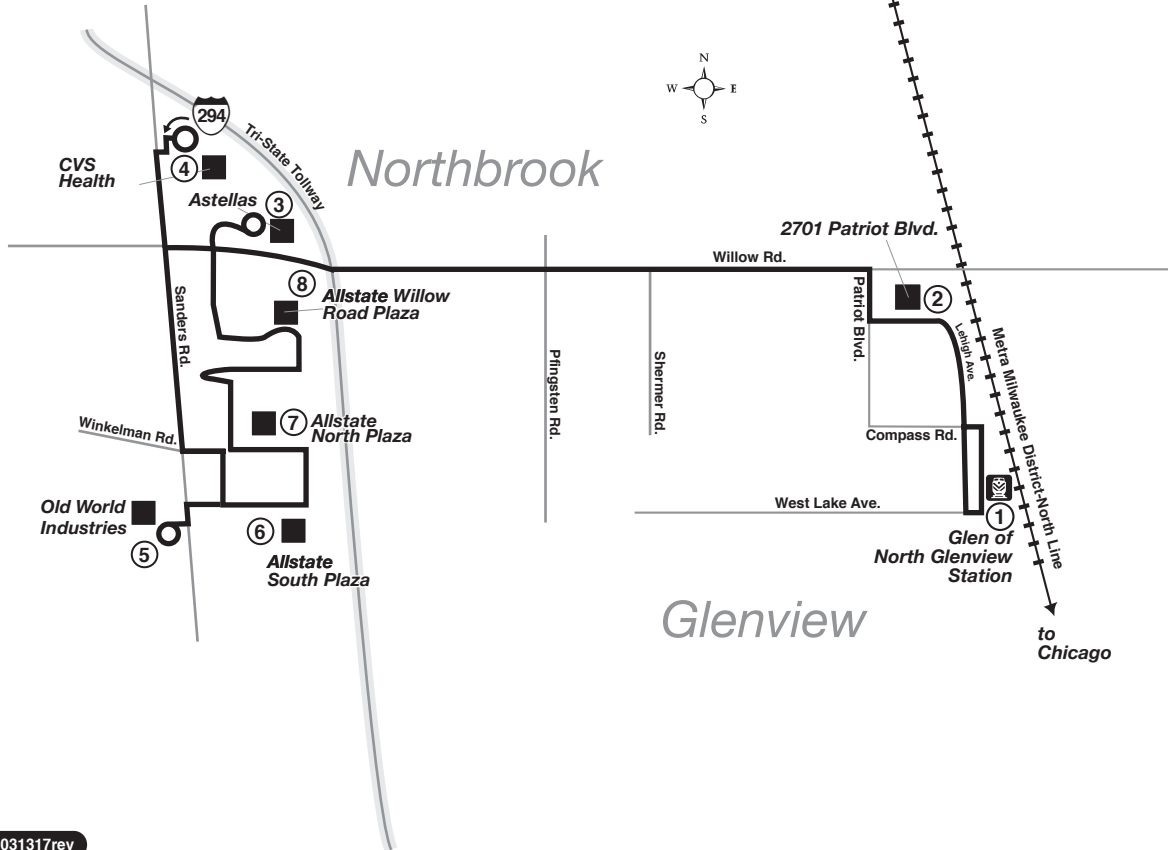 N
W E
S
294
Tri-State Tollway
Northbrook
CVS
Health
4
Astellas
3
2701 Patriot Blvd.
Willow Rd.
8
Allstate Willow
Road Plaza
2
Patriot Blvd.
Lehigh Ave.
Sanders Rd.
Metra Milwaukee District-North Line
Pfingsten Rd.
Shermer Rd.
7
Allstate
North Plaza
Winkelman Rd.
Compass Rd.
Old World
Industries
5
6
Allstate
South Plaza
West Lake Ave.
1
Glen of
North Glenview
Station
Glenview
to
Chicago
031317rev